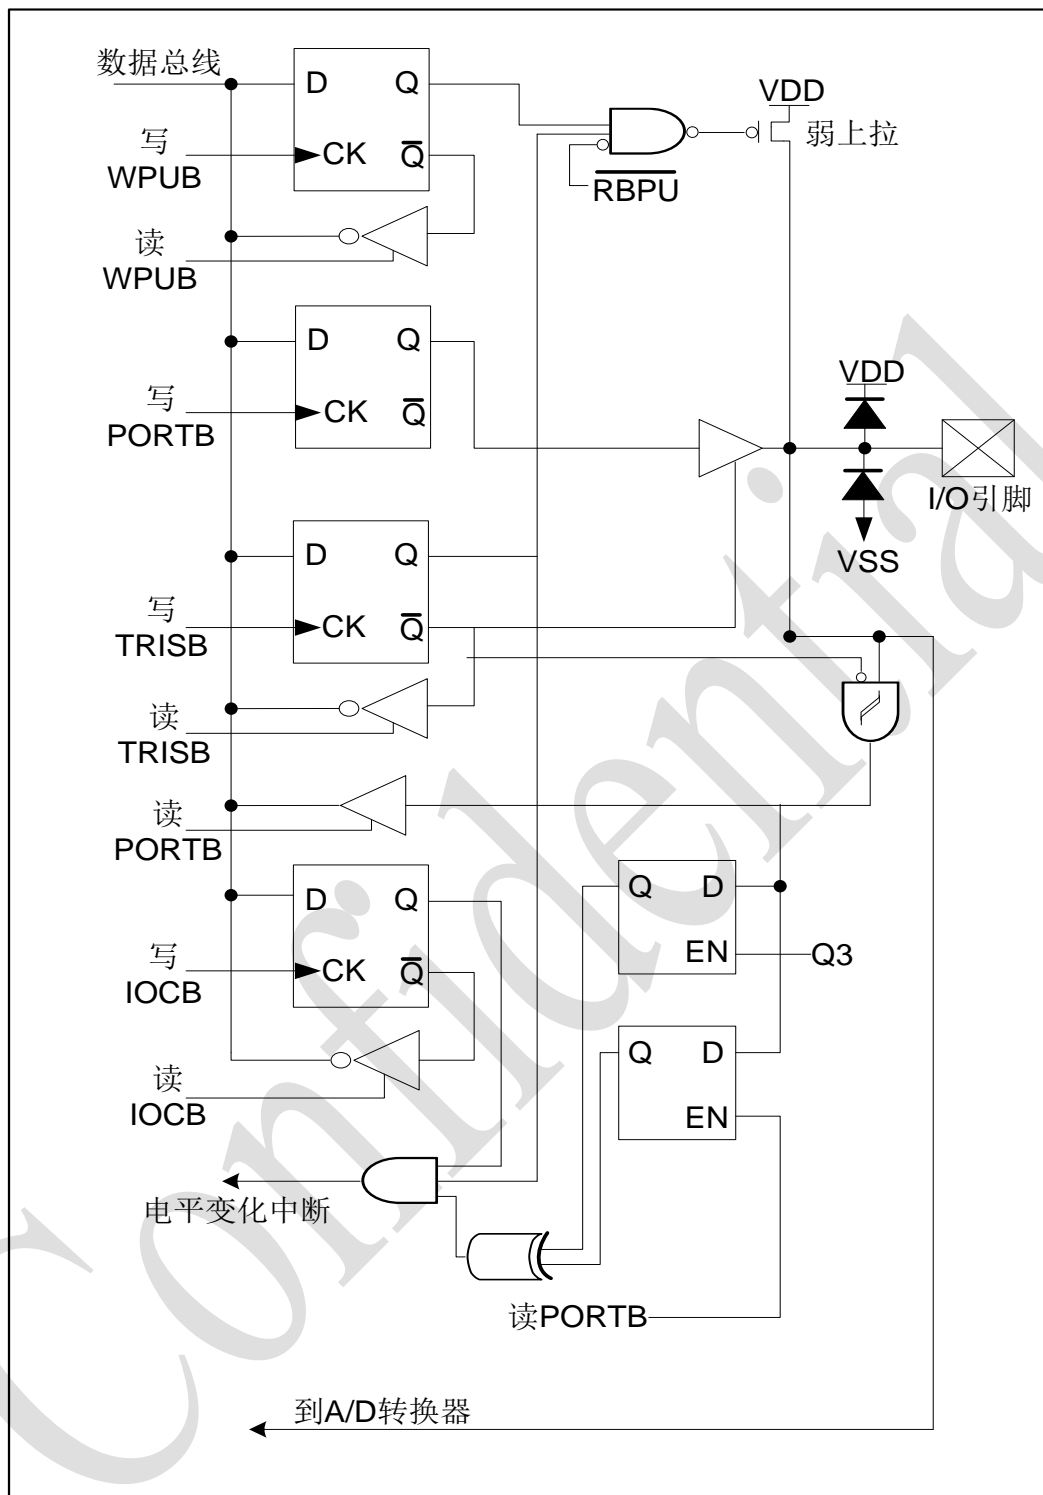 数据总线
D Q
写
WPUB
CK Q̅
VDD
弱上拉
R̅B̅P̅U̅
读
WPUB
D Q
写
PORTB
CK Q̅
VDD
I/O引脚
VSS
D Q
写
TRISB
CK Q̅
读
TRISB
读
PORTB
D Q
写
IOCB
CK Q̅
Q D
EN Q3
读
IOCB
Q D
EN
电平变化中断
读PORTB
到A/D转换器
Confidential